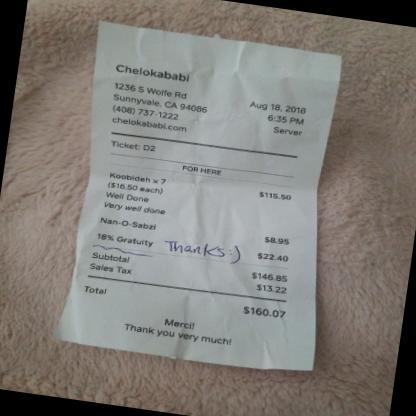 Chelokababi
1236 S Wolfe Rd
Sunnyvale, CA 94086
(408) 737-1222
chelokababi.com
Aug 18, 2018
6:35 PM
Server
Ticket: D2
FOR HERE
Koobideh x 7 $115.50
($16.50 each)
Well Done
Very well done
Nan-O-Sabzi $8.95
18% Gratuity Thanks :) $22.40
Subtotal $146.85
Sales Tax $13.22
Total $160.07
Merci!
Thank you very much!